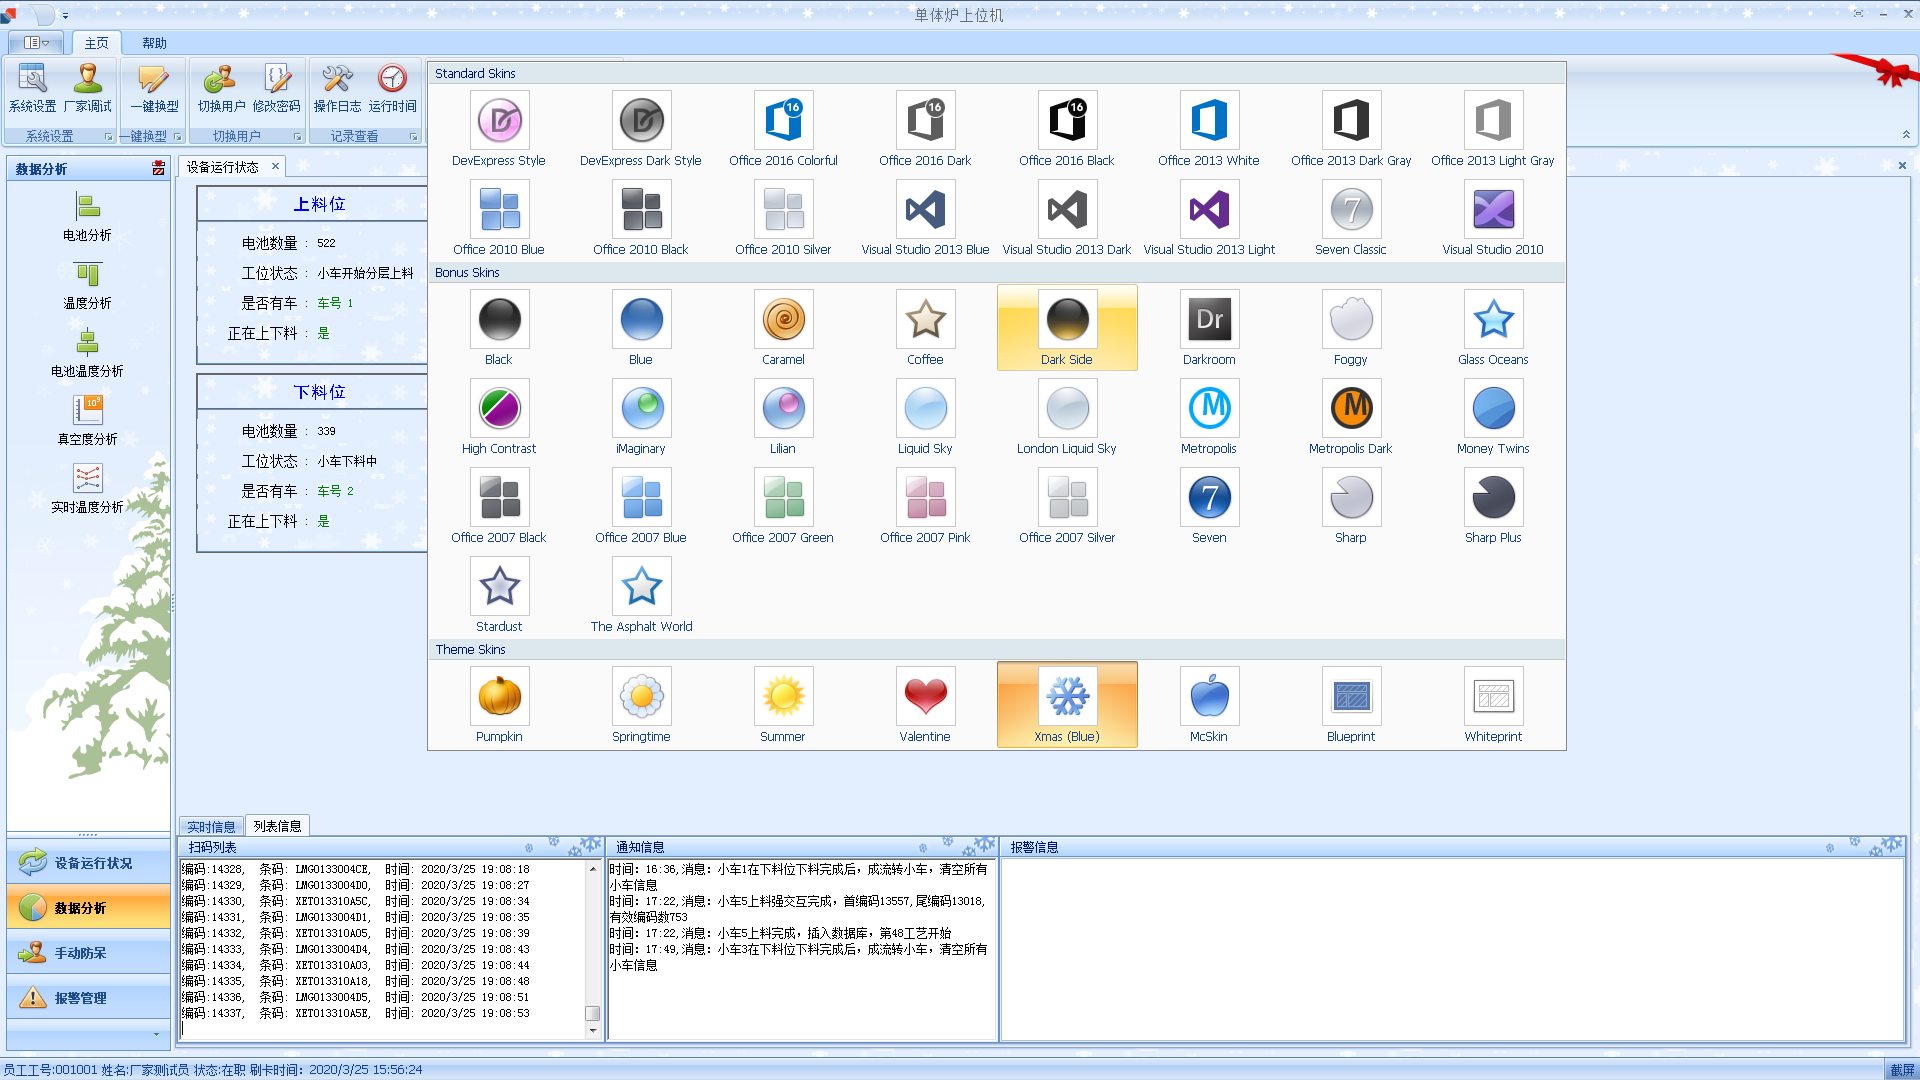 单体炉上位机
主页 帮助
系统设置 厂家调试 一键换型 切换用户 修改密码 操作日志 运行时间
系统设置 一键换型 切换用户 记录查看
数据分析
电池分析
温度分析
电池温度分析
真空度分析
实时温度分析
设备运行状况
数据分析
手动防呆
报警管理
设备运行状态
上料位
电池数量 : 522
工位状态 : 小车开始分层上料
是否有车 : 车号 1
正在上下料 : 是
下料位
电池数量 : 339
工位状态 : 小车下料中
是否有车 : 车号 2
正在上下料 : 是
Standard Skins
DevExpress Style DevExpress Dark Style Office 2016 Colorful Office 2016 Dark Office 2016 Black Office 2013 White Office 2013 Dark Gray Office 2013 Light Gray
Office 2010 Blue Office 2010 Black Office 2010 Silver Visual Studio 2013 Blue Visual Studio 2013 Dark Visual Studio 2013 Light Seven Classic Visual Studio 2010
Bonus Skins
Black Blue Caramel Coffee Dark Side Darkroom Foggy Glass Oceans
High Contrast iMaginary Lilian Liquid Sky London Liquid Sky Metropolis Metropolis Dark Money Twins
Office 2007 Black Office 2007 Blue Office 2007 Green Office 2007 Pink Office 2007 Silver Seven Sharp Sharp Plus
Stardust The Asphalt World
Theme Skins
Pumpkin Springtime Summer Valentine Xmas (Blue) McSkin Blueprint Whiteprint
实时信息 列表信息
扫码列表
编码:14328, 条码: LMG0133004CE, 时间: 2020/3/25 19:08:18
编码:14329, 条码: LMG0133004D0, 时间: 2020/3/25 19:08:27
编码:14330, 条码: XET013310A5C, 时间: 2020/3/25 19:08:34
编码:14331, 条码: LMG0133004D1, 时间: 2020/3/25 19:08:35
编码:14332, 条码: XET013310A05, 时间: 2020/3/25 19:08:39
编码:14333, 条码: LMG0133004D4, 时间: 2020/3/25 19:08:43
编码:14334, 条码: XET013310A03, 时间: 2020/3/25 19:08:44
编码:14335, 条码: XET013310A18, 时间: 2020/3/25 19:08:48
编码:14336, 条码: LMG0133004D5, 时间: 2020/3/25 19:08:51
编码:14337, 条码: XET013310A5E, 时间: 2020/3/25 19:08:53
通知信息
时间: 16:36,消息: 小车1在下料位下料完成后，成流转小车，清空所有
小车信息
时间: 17:22,消息: 小车5上料强交互完成，首编码13557,尾编码13018,
有效编码数753
时间: 17:22,消息: 小车5上料完成，插入数据库，第48工艺开始
时间: 17:49,消息: 小车3在下料位下料完成后，成流转小车，清空所有
小车信息
报警信息
员工工号:001001 姓名:厂家测试员 状态:在职 刷卡时间: 2020/3/25 15:56:24
截屏